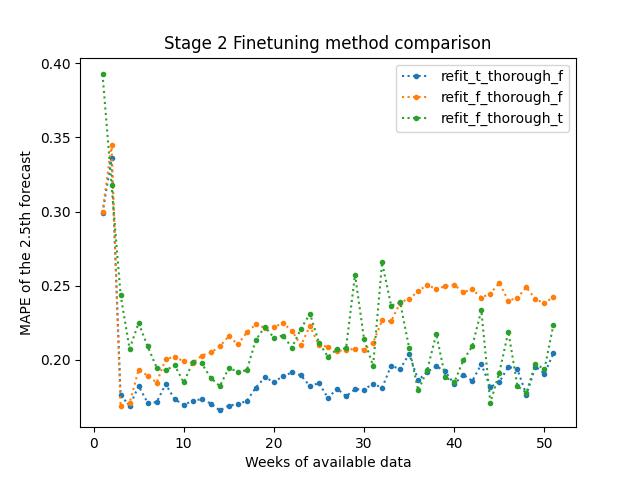 Stage 2 Finetuning method comparison
0.40
0.35
0.30
0.25
0.20
MAPE of the 2.5th forecast
refit_t_thorough_f
refit_f_thorough_f
refit_f_thorough_t
0 10 20 30 40 50
Weeks of available data